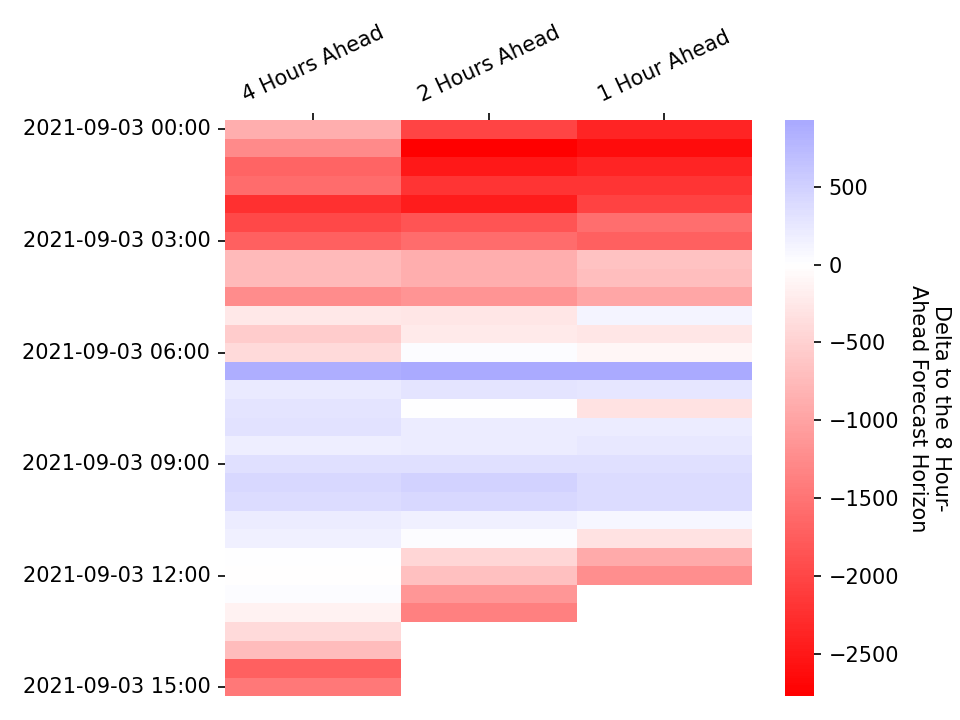 4 Hours Ahead
2 Hours Ahead
1 Hour Ahead
2021-09-03 00:00
2021-09-03 03:00
2021-09-03 06:00
2021-09-03 09:00
2021-09-03 12:00
2021-09-03 15:00
500
0
−500
−1000
−1500
−2000
−2500
Delta to the 8 Hour-
Ahead Forecast Horizon